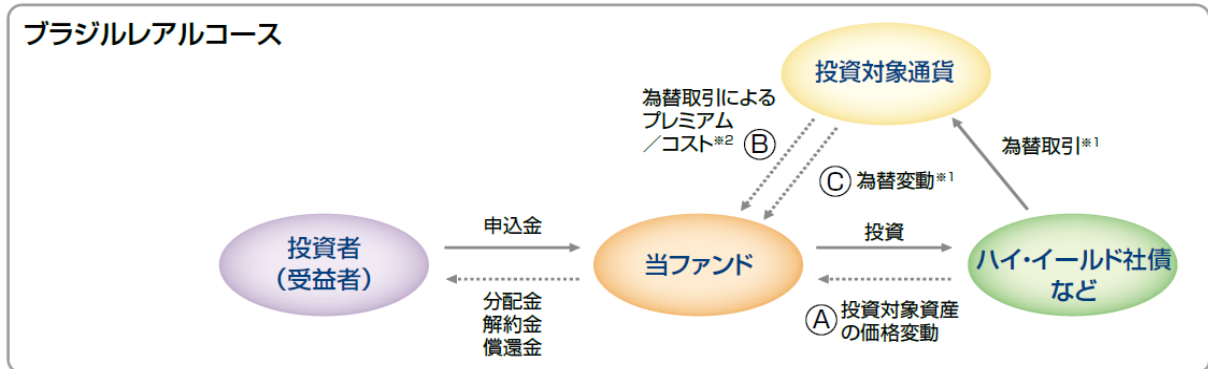 ブラジルレアルコース
投資対象通貨
為替取引による
プレミアム
／コスト※2 Ⓑ
為替取引※1
Ⓒ 為替変動※1
申込金
投資
投資者
（受益者）
当ファンド
ハイ・イールド社債
など
分配金
解約金
償還金
Ⓐ 投資対象資産
の価格変動